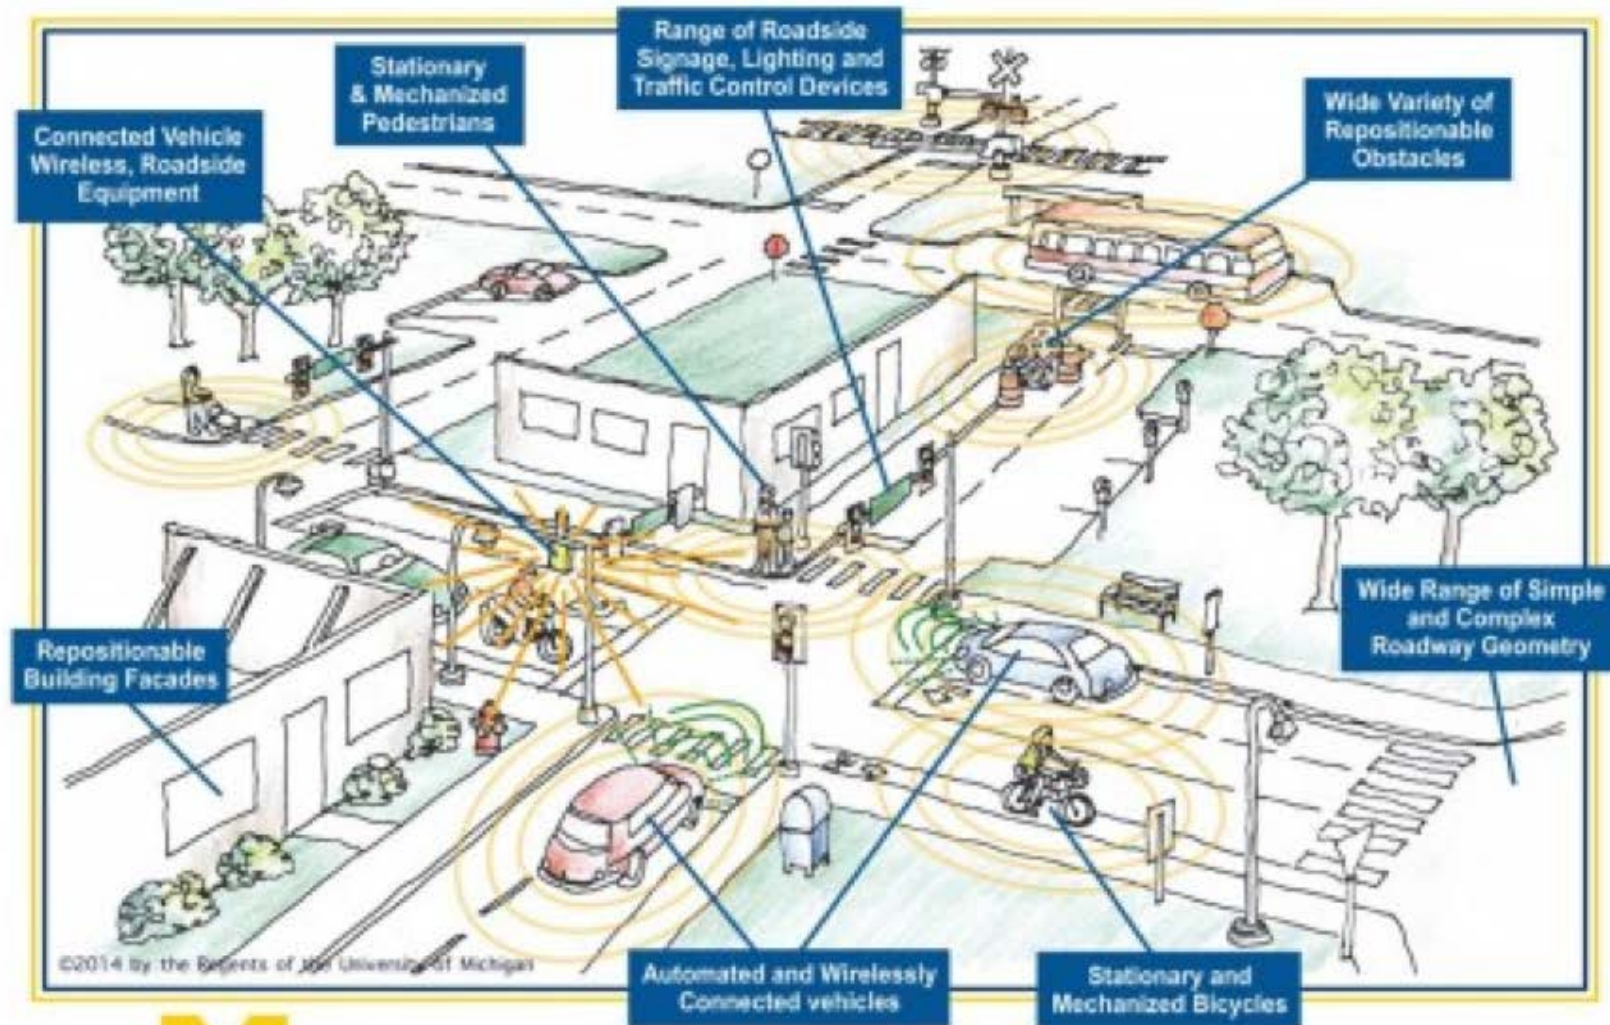 Range of Roadside
Signage, Lighting and
Traffic Control Devices
Stationary
& Mechanized
Pedestrians
Wide Variety of
Repositionable
Obstacles
Connected Vehicle
Wireless, Roadside
Equipment
Wide Range of Simple
and Complex
Roadway Geometry
Repositionable
Building Facades
©2014 by the Regents of the University of Michigan
Automated and Wirelessly
Connected vehicles
Stationary and
Mechanized Bicycles